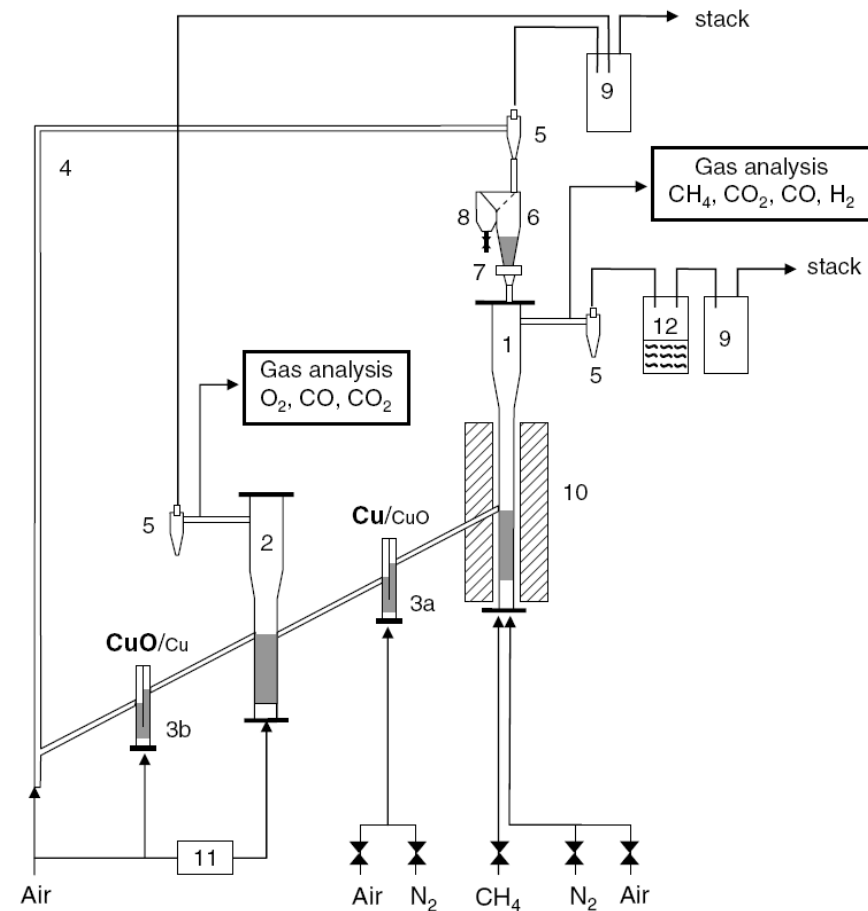 stack
9
5
4
Gas analysis
CH₄, CO₂, CO, H₂
8
6
7
stack
1
12
9
5
Gas analysis
O₂, CO, CO₂
10
5
Cu/CuO
2
3a
CuO/Cu
3b
11
Air
Air
N₂
CH₄
N₂
Air